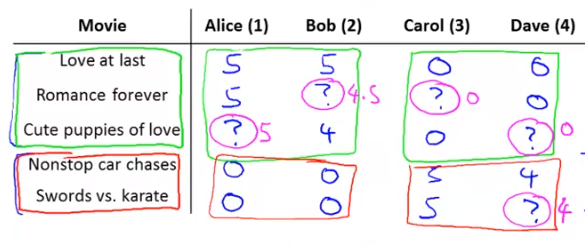 Movie Alice (1) Bob (2) Carol (3) Dave (4)
Love at last 5 5 0 0
Romance forever 5 ? 4.5 ? 0 0
Cute puppies of love ? 5 4 0 ? 0
Nonstop car chases 0 0 5 4
Swords vs. karate 0 0 5 ? 4